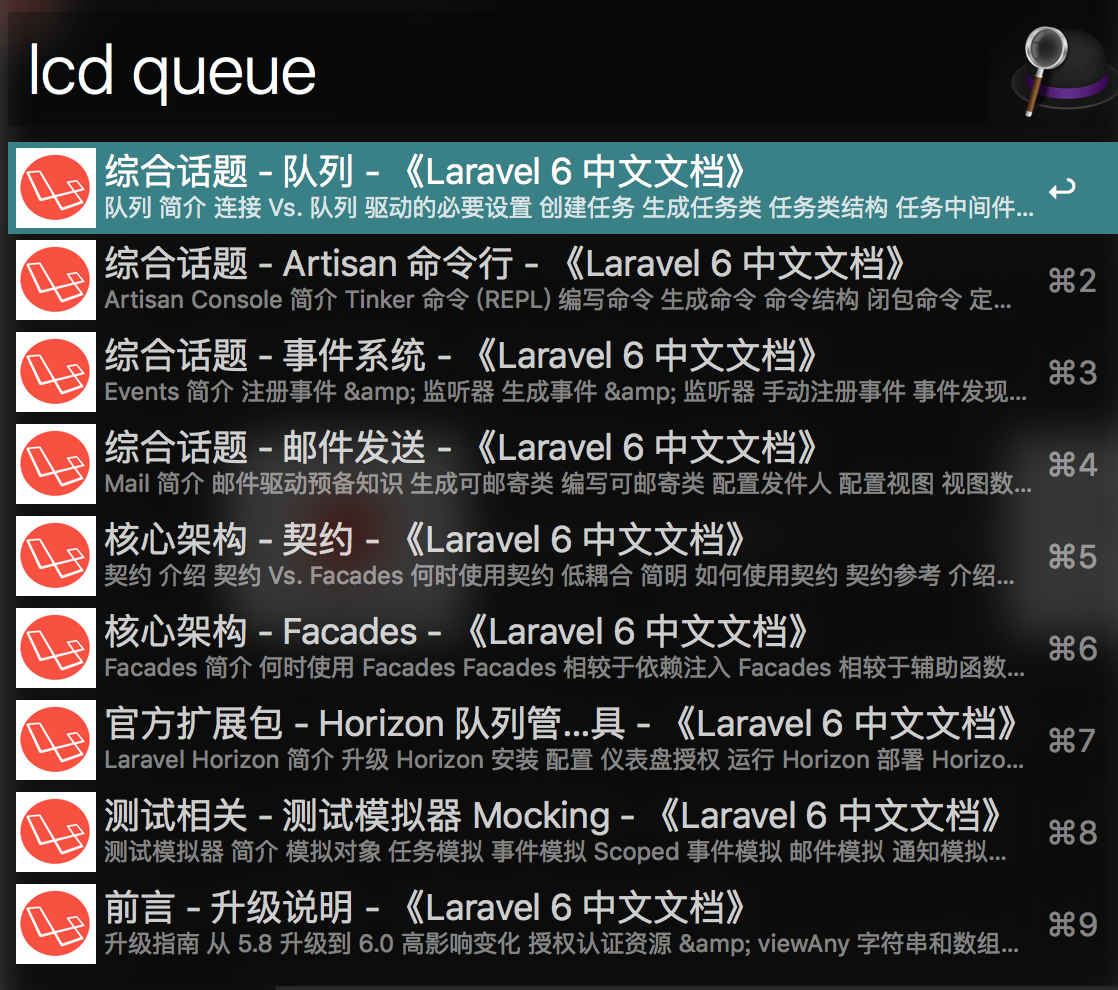 lcd queue
综合话题 - 队列 - 《Laravel 6 中文文档》
队列 简介 连接 Vs. 队列 驱动的必要设置 创建任务 生成任务类 任务类结构 任务中间件...
综合话题 - Artisan 命令行 - 《Laravel 6 中文文档》
⌘2
Artisan Console 简介 Tinker 命令 (REPL) 编写命令 生成命令 命令结构 闭包命令 定...
综合话题 - 事件系统 - 《Laravel 6 中文文档》
⌘3
Events 简介 注册事件 &amp; 监听器 生成事件 &amp; 监听器 手动注册事件 事件发现...
综合话题 - 邮件发送 - 《Laravel 6 中文文档》
⌘4
Mail 简介 邮件驱动预备知识 生成可邮寄类 编写可邮寄类 配置发件人 配置视图 视图数...
核心架构 - 契约 - 《Laravel 6 中文文档》
⌘5
契约 介绍 契约 Vs. Facades 何时使用契约 低耦合 简明 如何使用契约 契约参考 介绍...
核心架构 - Facades - 《Laravel 6 中文文档》
⌘6
Facades 简介 何时使用 Facades Facades 相较于依赖注入 Facades 相较于辅助函数...
官方扩展包 - Horizon 队列管...具 - 《Laravel 6 中文文档》
⌘7
Laravel Horizon 简介 升级 Horizon 安装 配置 仪表盘授权 运行 Horizon 部署 Horizo...
测试相关 - 测试模拟器 Mocking - 《Laravel 6 中文文档》
⌘8
测试模拟器 简介 模拟对象 任务模拟 事件模拟 Scoped 事件模拟 邮件模拟 通知模拟...
前言 - 升级说明 - 《Laravel 6 中文文档》
⌘9
升级指南 从 5.8 升级到 6.0 高影响变化 授权认证资源 &amp; viewAny 字符串和数组...